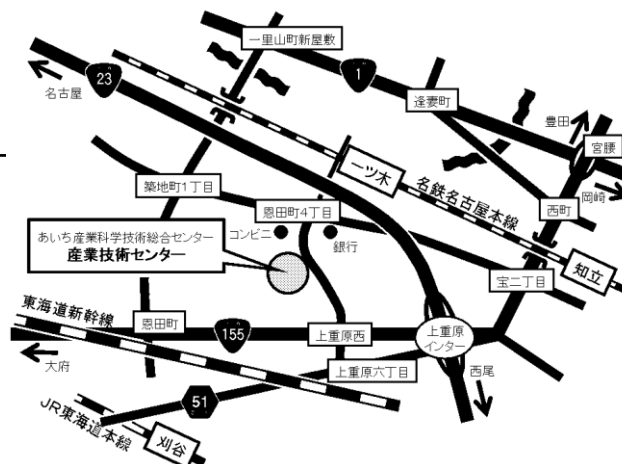 一里山町新屋敷
23
1
名古屋
逢妻町
豊田
宮腰
一ツ木
名鉄名古屋本線
岡崎
築地町1丁目
恩田町4丁目
西町
あいち産業科学技術総合センター
産業技術センター
コンビニ
銀行
知立
宝二丁目
東海道新幹線
恩田町
155
上重原西
上重原
インター
大府
上重原六丁目
西尾
51
JR東海道本線
刈谷